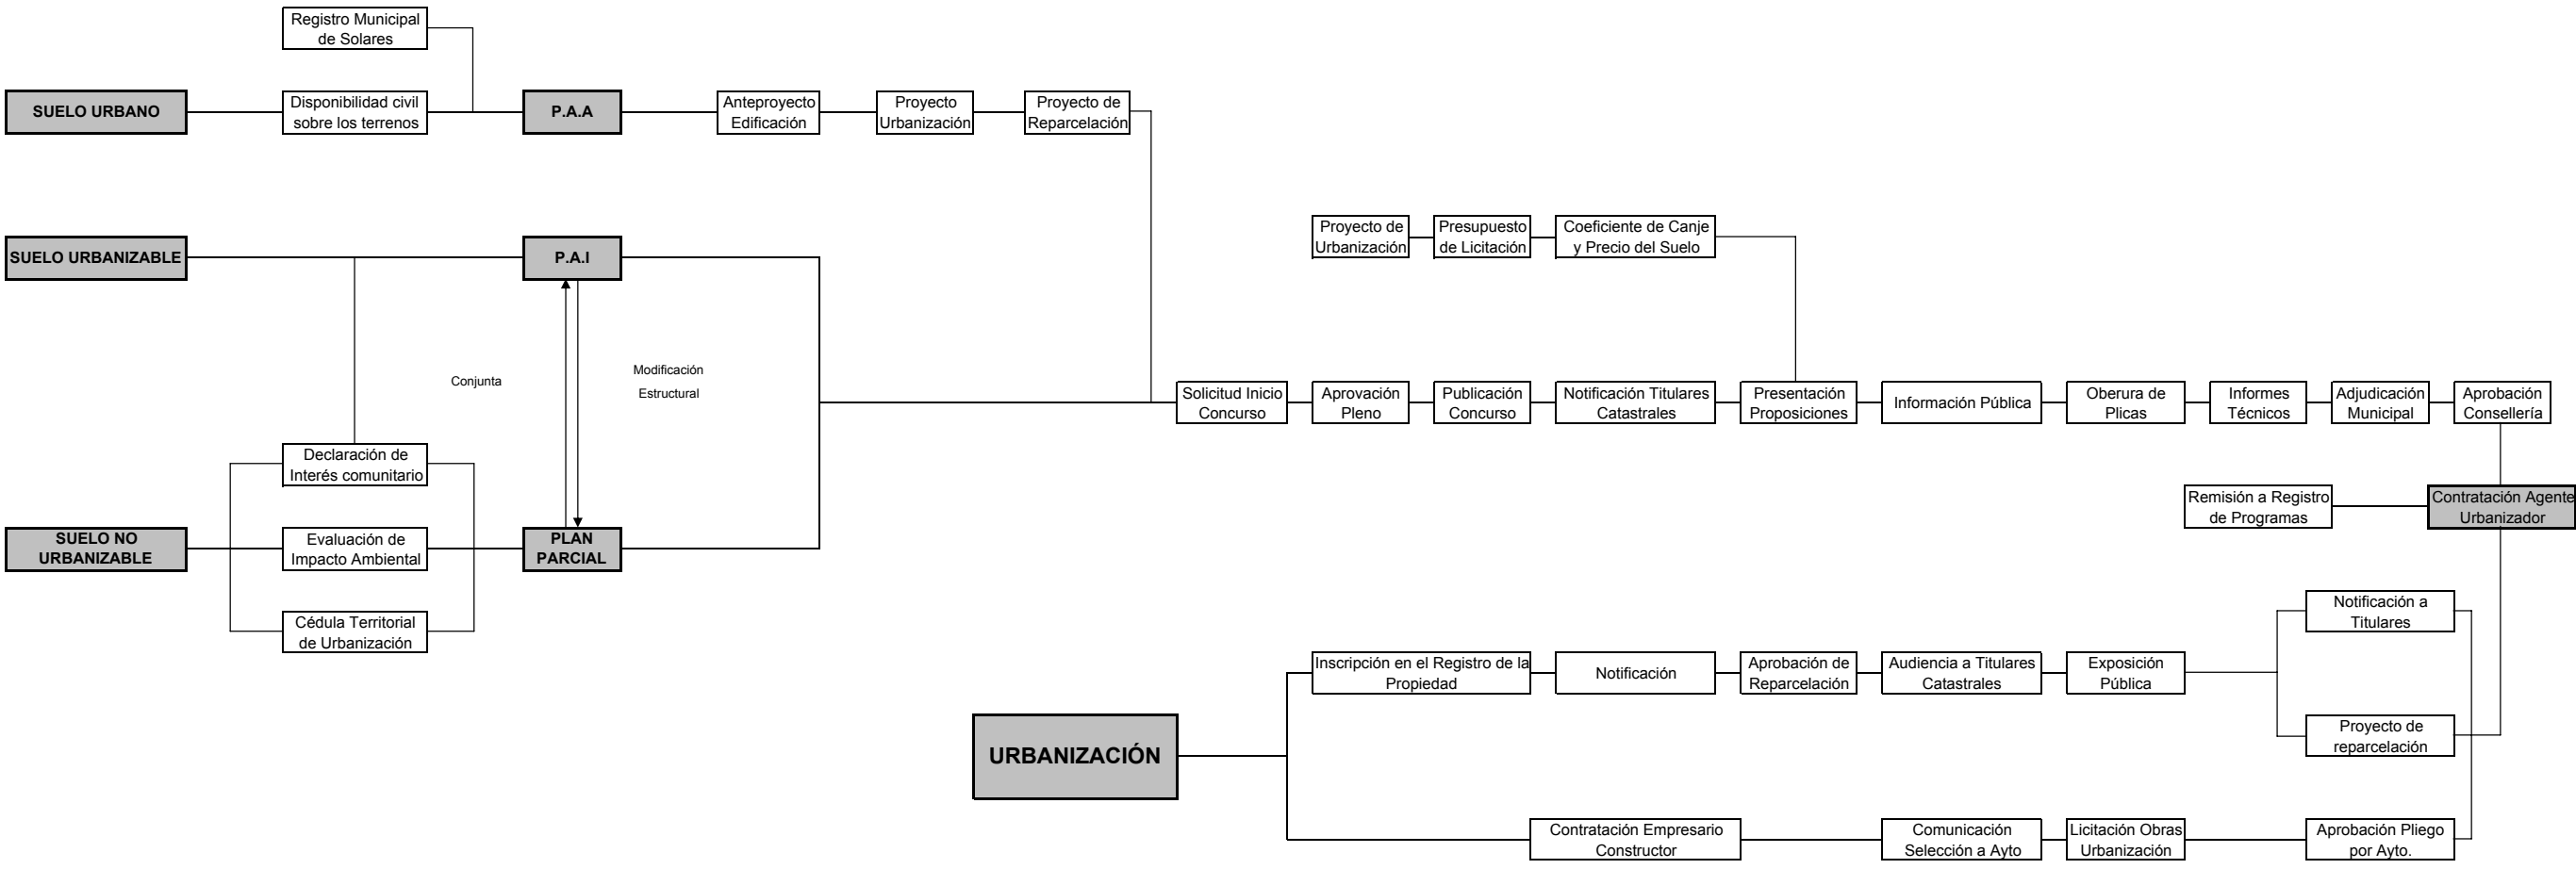 Registro Municipal
de Solares
SUELO URBANO
Disponibilidad civil
sobre los terrenos
P.A.A
Anteproyecto
Edificación
Proyecto
Urbanización
Proyecto de
Reparcelación
SUELO URBANIZABLE
P.A.I
Proyecto de
Urbanización
Presupuesto
de Licitación
Coeficiente de Canje
y Precio del Suelo
Conjunta
Modificación
Estructural
Solicitud Inicio
Concurso
Aprovación
Pleno
Publicación
Concurso
Notificación Titulares
Catastrales
Presentación
Proposiciones
Información Pública
Oberura de
Plicas
Informes
Técnicos
Adjudicación
Municipal
Aprobación
Consellería
Declaración de
Interés comunitario
Remisión a Registro
de Programas
Contratación Agente
Urbanizador
SUELO NO
URBANIZABLE
Evaluación de
Impacto Ambiental
PLAN
PARCIAL
Cédula Territorial
de Urbanización
Notificación a
Titulares
Inscripción en el Registro de la
Propiedad
Notificación
Aprobación de
Reparcelación
Audiencia a Titulares
Catastrales
Exposición
Pública
Proyecto de
reparcelación
URBANIZACIÓN
Contratación Empresario
Constructor
Comunicación
Selección a Ayto
Licitación Obras
Urbanización
Aprobación Pliego
por Ayto.